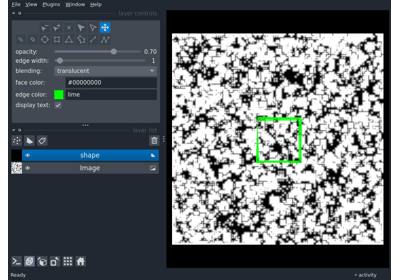 File View Plugins Window Help
layer controls
opacity: 0.70
edge width: 1
blending: translucent
face color: #00000000
edge color: lime
display text:
layer list
shape
Image
Ready
activity